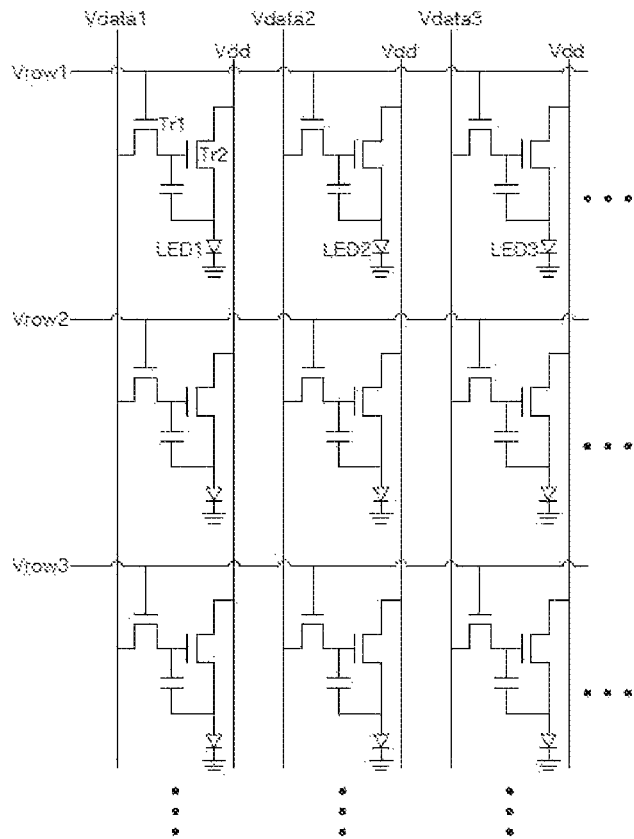 Vdata1 Vdata2 Vdata3
Vdd Vdd Vdd
Vrow1
Tr1
Tr2
LED1 LED2 LED3
Vrow2
Vrow3